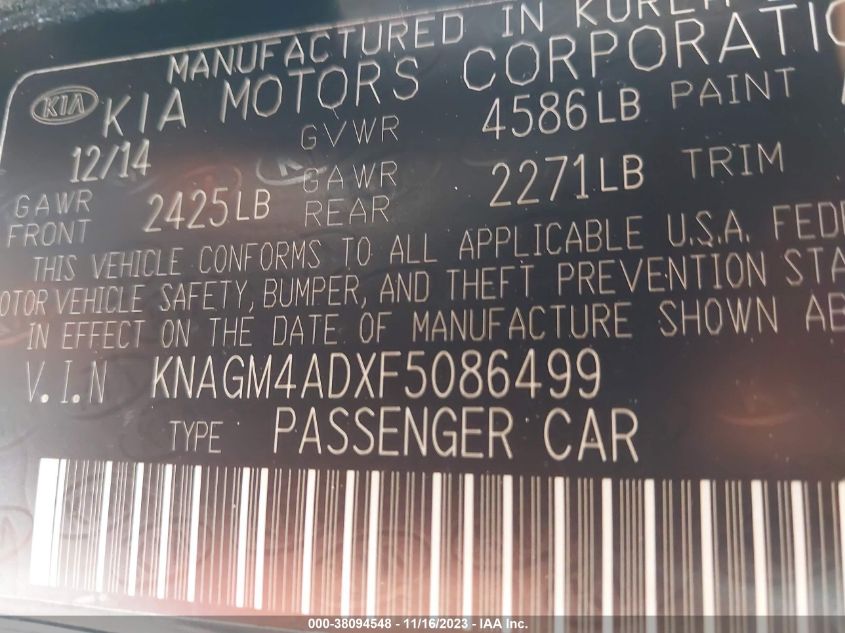 MANUFACTURED IN KOREA
KIA KIA MOTORS CORPORATIO
12/14 GVWR 4586LB PAINT
GAWR FRONT 2425LB GAWR REAR 2271LB TRIM
THIS VEHICLE CONFORMS TO ALL APPLICABLE U.S.A. FEDE
OTOR VEHICLE SAFETY, BUMPER, AND THEFT PREVENTION STA
IN EFFECT ON THE DATE OF MANUFACTURE SHOWN AB
V.I.N KNAGM4ADXF5086499
TYPE PASSENGER CAR
000-38094548 - 11/16/2023 - IAA Inc.